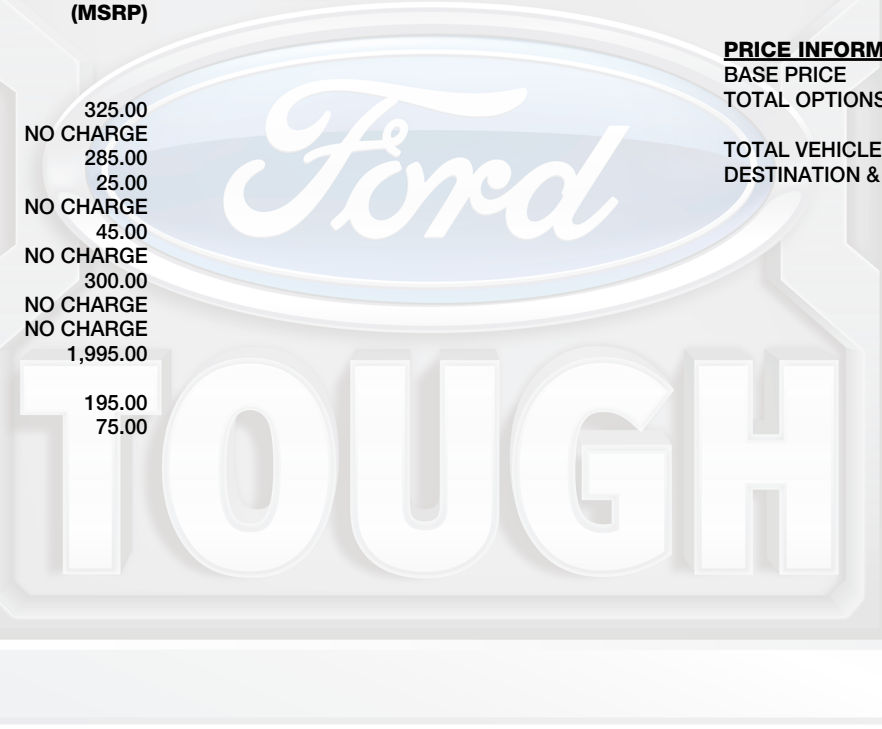 (MSRP)
325.00
NO CHARGE
285.00
25.00
NO CHARGE
45.00
NO CHARGE
300.00
NO CHARGE
NO CHARGE
1,995.00
195.00
75.00
PRICE INFORM
BASE PRICE
TOTAL OPTIONS
TOTAL VEHICLE
DESTINATION &
Ford
TOUGH